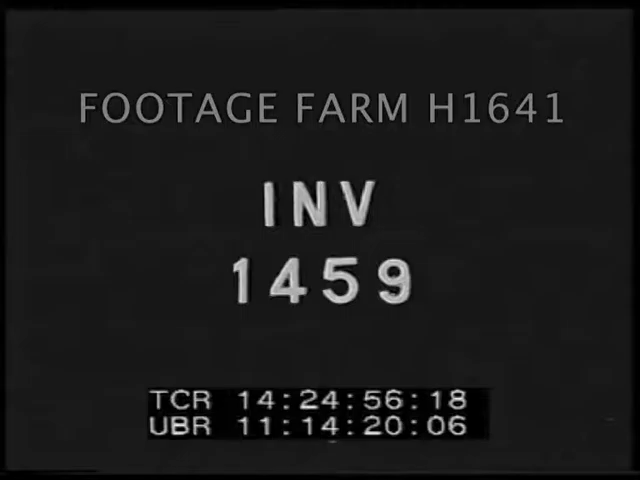 FOOTAGE FARM H1641
INV
1459
TCR 14:24:56:18
UBR 11:14:20:06